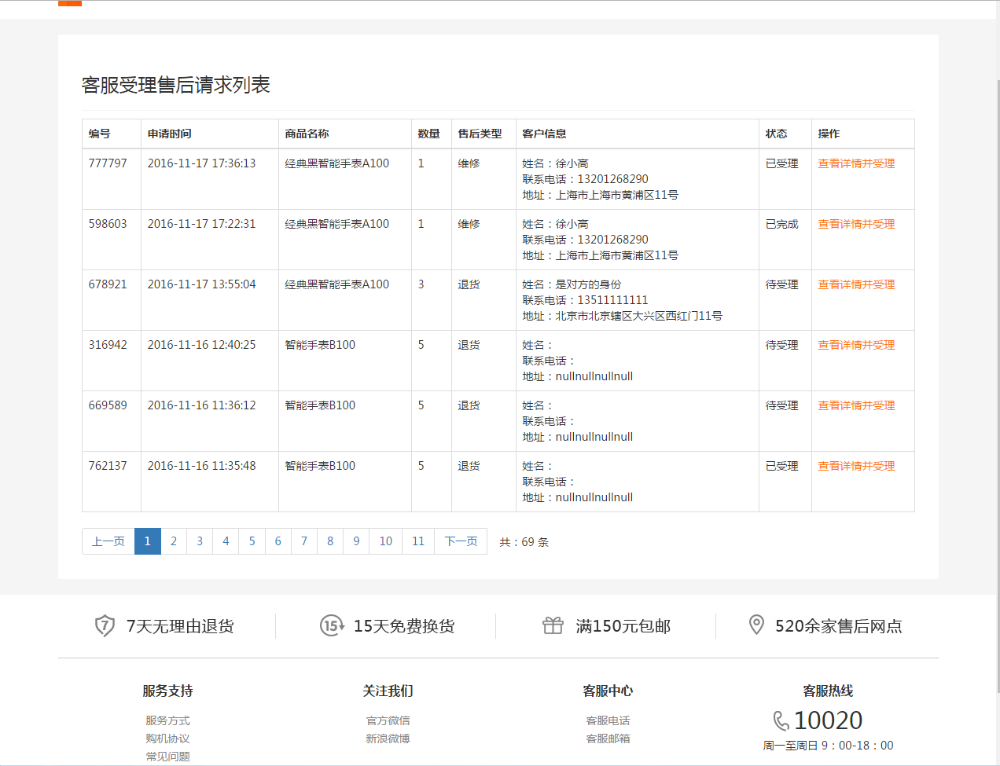 客服受理售后请求列表
编号 申请时间 商品名称 数量 售后类型 客户信息 状态 操作
777797 2016-11-17 17:36:13 经典黑智能手表A100 1 维修 姓名：徐小高 已受理 查看详情并受理
联系电话：13201268290
地址：上海市上海市黄浦区11号
598603 2016-11-17 17:22:31 经典黑智能手表A100 1 维修 姓名：徐小高 已完成 查看详情并受理
联系电话：13201268290
地址：上海市上海市黄浦区11号
678921 2016-11-17 13:55:04 经典黑智能手表A100 3 退货 姓名：是对方的身份 待受理 查看详情并受理
联系电话：13511111111
地址：北京市北京辖区大兴区西红门11号
316942 2016-11-16 12:40:25 智能手表B100 5 退货 姓名： 待受理 查看详情并受理
联系电话：
地址：nullnullnullnull
669589 2016-11-16 11:36:12 智能手表B100 5 退货 姓名： 待受理 查看详情并受理
联系电话：
地址：nullnullnullnull
762137 2016-11-16 11:35:48 智能手表B100 5 退货 姓名： 已受理 查看详情并受理
联系电话：
地址：nullnullnullnull
上一页 1 2 3 4 5 6 7 8 9 10 11 下一页 共：69 条
7 7天无理由退货 15 15天免费换货 满150元包邮 520余家售后网点
服务支持 关注我们 客服中心 客服热线
服务方式 官方微信 客服电话 10020
购机协议 新浪微博 客服邮箱 周一至周日 9：00-18：00
常见问题